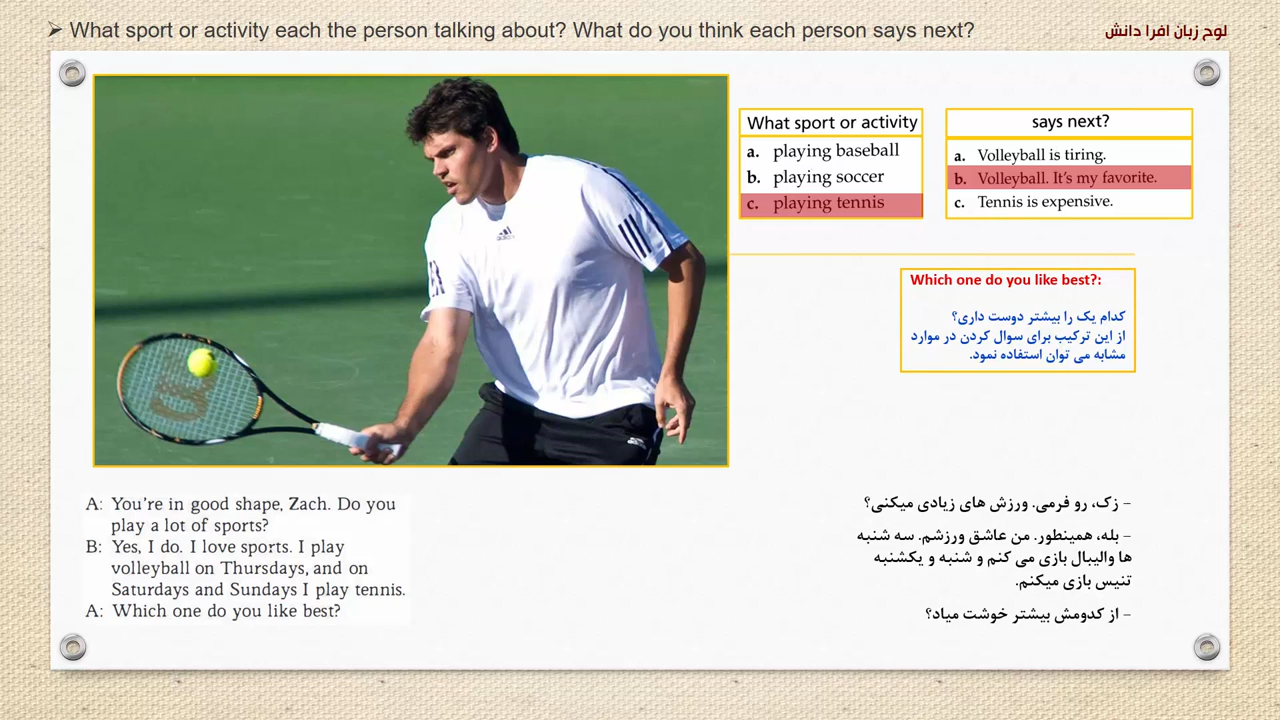 What sport or activity each the person talking about? What do you think each person says next?
لوح زبان افرا دانش
What sport or activity
a. playing baseball
b. playing soccer
c. playing tennis
says next?
a. Volleyball is tiring.
b. Volleyball. It's my favorite.
c. Tennis is expensive.
Which one do you like best?:
کدام یک را بیشتر دوست داری؟
از این ترکیب برای سوال کردن در موارد
مشابه می توان استفاده نمود.
A: You're in good shape, Zach. Do you
play a lot of sports?
B: Yes, I do. I love sports. I play
volleyball on Thursdays, and on
Saturdays and Sundays I play tennis.
A: Which one do you like best?
- زک، رو فرمی. ورزش های زیادی میکنی؟
- بله، همینطور. من عاشق ورزشم. سه شنبه
ها والیبال بازی می کنم و شنبه و یکشنبه
تنیس بازی میکنم.
- از کدومش بیشتر خوشت میاد؟